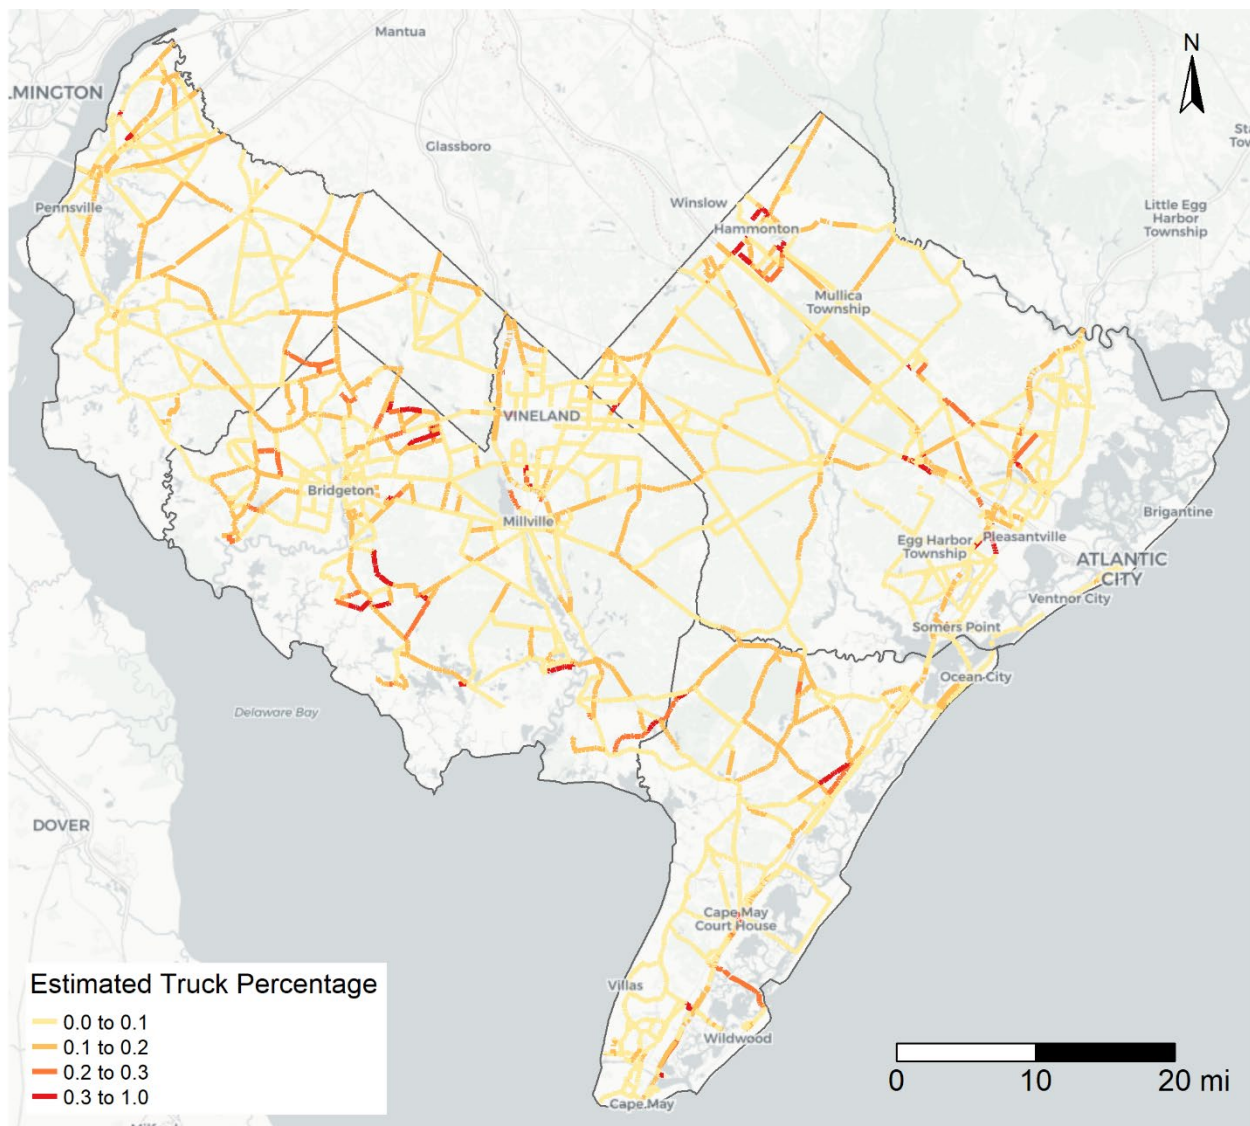 Mantua
N
LMINGTON
Glassboro
Sta
Tow
Winslow
Little Egg
Harbor
Township
Pennsville
Hammonton
Mullica
Township
VINELAND
Bridgeton
Millville
Brigantine
Egg Harbor
Township
Pleasantville
ATLANTIC
CITY
Ventnor City
Somers Point
Ocean City
Delaware Bay
DOVER
Cape May
Court House
Villas
Wildwood
Cape May
Estimated Truck Percentage
0.0 to 0.1
0.1 to 0.2
0.2 to 0.3
0.3 to 1.0
0 10 20 mi